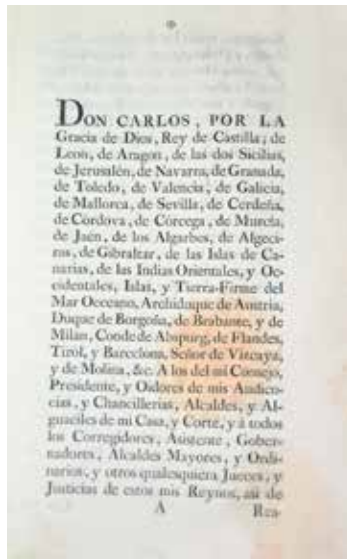 DON CARLOS, POR LA
Gracia de Dios, Rey de Castilla, de
Leon, de Aragon, de las dos Sicilias,
de Jerusalén, de Navarra, de Granada,
de Toledo, de Valencia, de Galicia,
de Mallorca, de Sevilla, de Cerdeña,
de Córdova, de Córcega, de Murcia,
de Jaén, de los Algarbes, de Algeci-
ras, de Gibraltar, de las Islas de Ca-
narias, de las Indias Orientales, y Oc-
cidentales, Islas, y Tierra-Firme del
Mar Occeano, Archiduque de Austria,
Duque de Borgoña, de Brabante, y de
Milan, Conde de Abspurg, de Flandes,
Tirol, y Barcelona, Señor de Vizcaya,
y de Molina, &c. A los del mi Consejo,
Presidente, y Oidores de mis Audien-
cias, y Chancillerías, Alcaldes, y Al-
guaciles de mi Casa, y Corte, y á todos
los Corregidores, Asistente, Gober-
nadores, Alcaldes Mayores, y Ordi-
narios, y otros qualesquiera Jueces, y
Justicias de estos mis Reynos, asi de
A Rea-